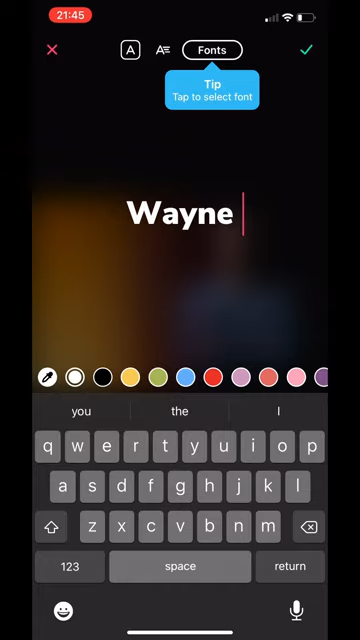 21:45
A A Fonts
Tip
Tap to select font
Wayne
you the I
q w e r t y u i o p
a s d f g h j k l
z x c v b n m
123 space return